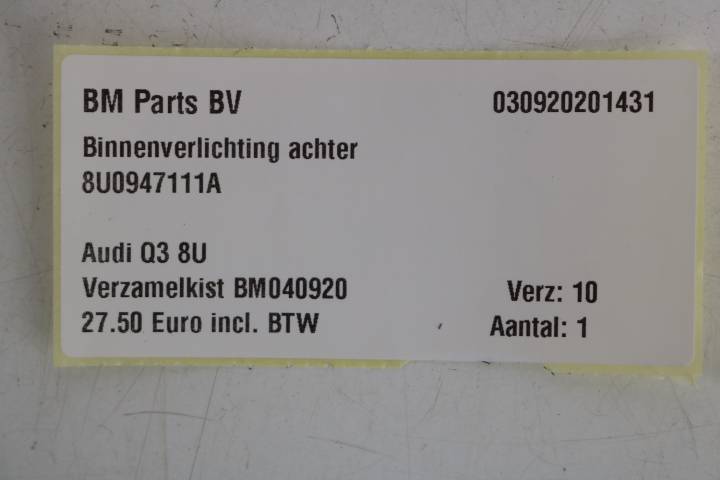 BM Parts BV 030920201431
Binnenverlichting achter
8U0947111A
Audi Q3 8U
Verzamelkist BM040920 Verz: 10
27.50 Euro incl. BTW Aantal: 1